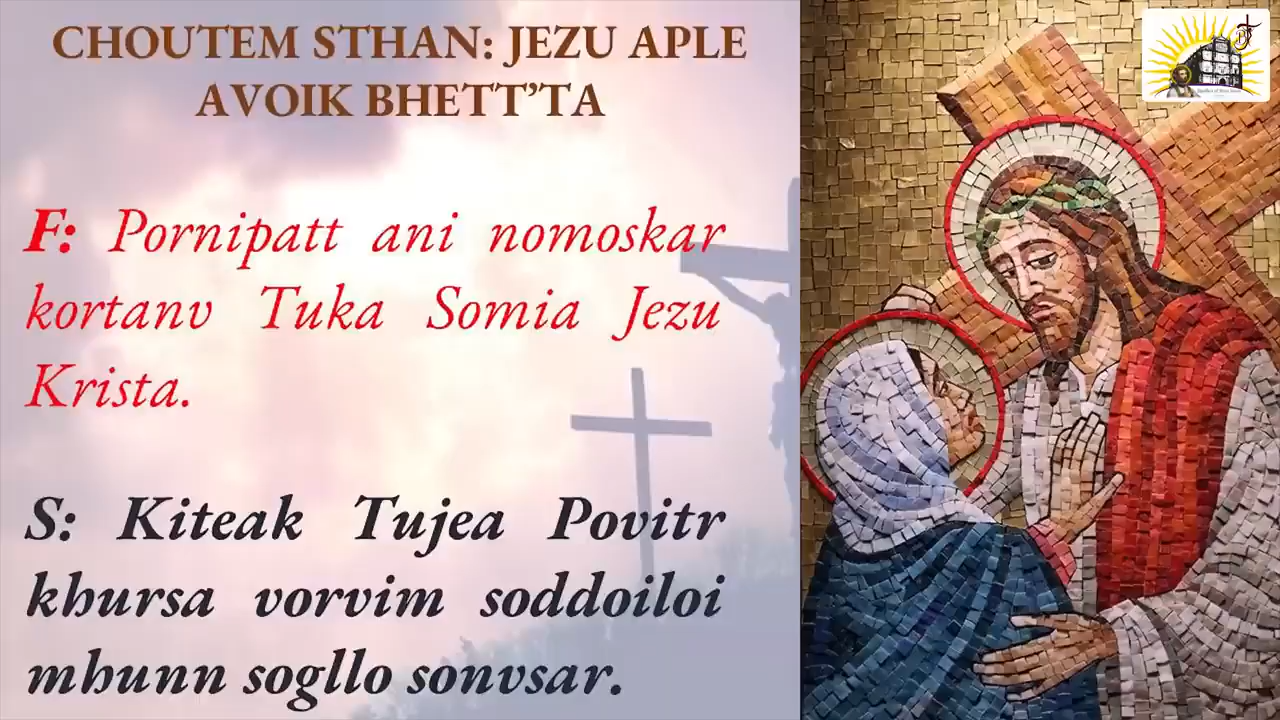 CHOUTEM STHAN: JEZU APLE
AVOIK BHETT’TA
F: Pornipatt ani nomoskar
kortanv Tuka Somia Jezu
Krista.
S: Kiteak Tujea Povitr
khursa vorvim soddoiloi
mhunn sogllo sonvsar.